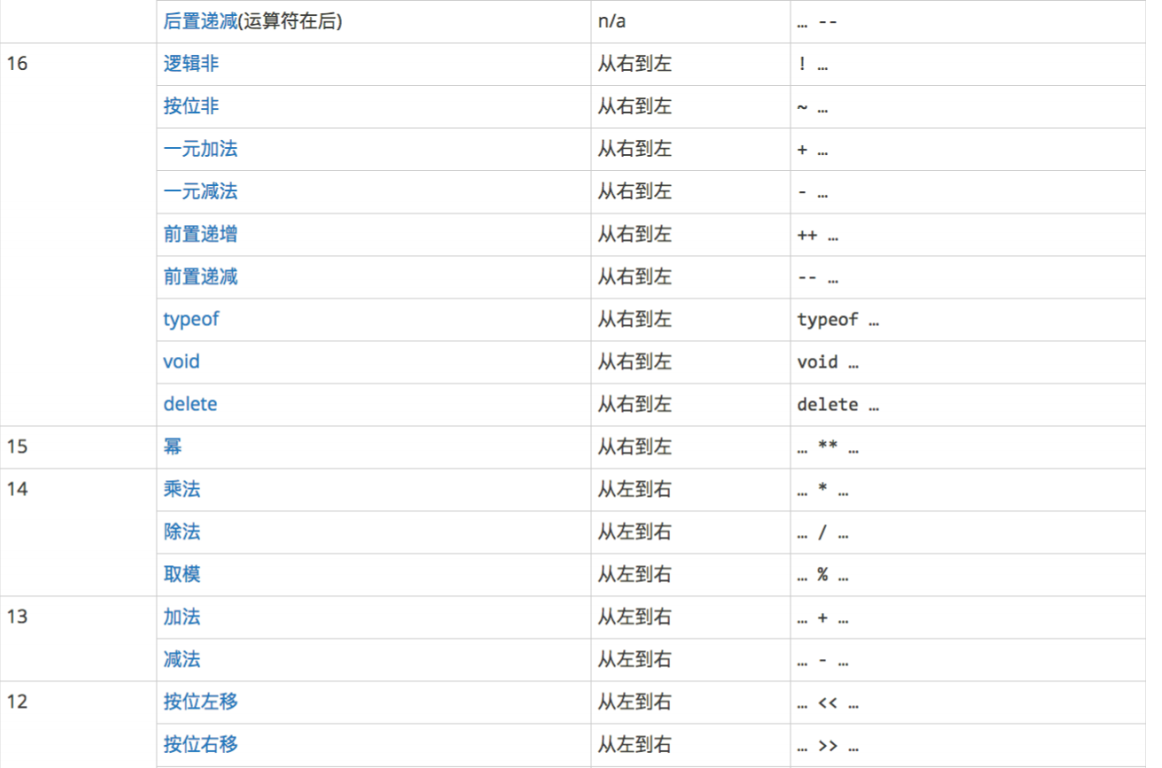 后置递减(运算符在后) n/a … --
16 逻辑非 从右到左 ! …
按位非 从右到左 ~ …
一元加法 从右到左 + …
一元减法 从右到左 - …
前置递增 从右到左 ++ …
前置递减 从右到左 -- …
typeof 从右到左 typeof …
void 从右到左 void …
delete 从右到左 delete …
15 幂 从右到左 … ** …
14 乘法 从左到右 … * …
除法 从左到右 … / …
取模 从左到右 … % …
13 加法 从左到右 … + …
减法 从左到右 … - …
12 按位左移 从左到右 … << …
按位右移 从左到右 … >> …